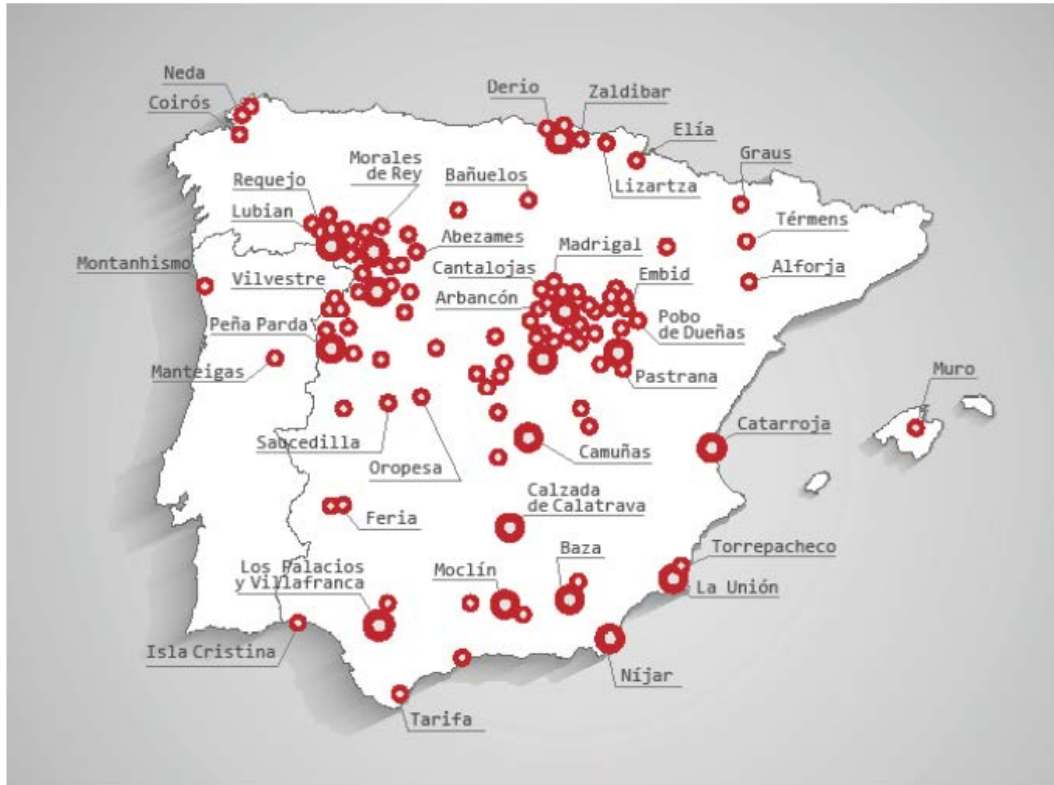 Neda
Coirós
Derio
Zaldibar
Elía
Graus
Morales
de Rey
Bañuelos
Lizartza
Requejo
Lubian
Térmens
Abezames
Madrigal
Montanhismo
Vilvestre
Cantalojas
Embid
Alforja
Arbancón
Peña Parda
Pobo
de Dueñas
Manteigas
Pastrana
Muro
Saucedilla
Catarroja
Oropesa
Camuñas
Calzada
de Calatrava
Feria
Baza
Torrepacheco
Los Palacios
y Villafranca
Moclín
La Unión
Isla Cristina
Níjar
Tarifa